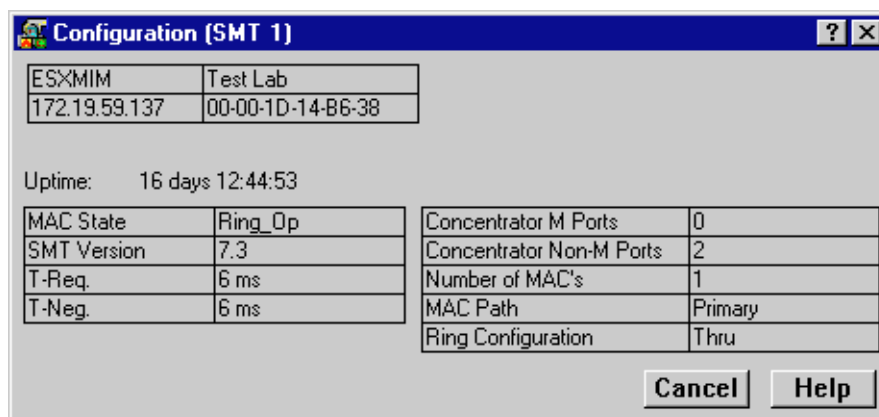 Configuration (SMT 1)
ESXMIM Test Lab
172.19.59.137 00-00-1D-14-B6-38
Uptime: 16 days 12:44:53
MAC State Ring_Op
SMT Version 7.3
T-Req. 6 ms
T-Neg. 6 ms
Concentrator M Ports 0
Concentrator Non-M Ports 2
Number of MAC's 1
MAC Path Primary
Ring Configuration Thru
Cancel Help